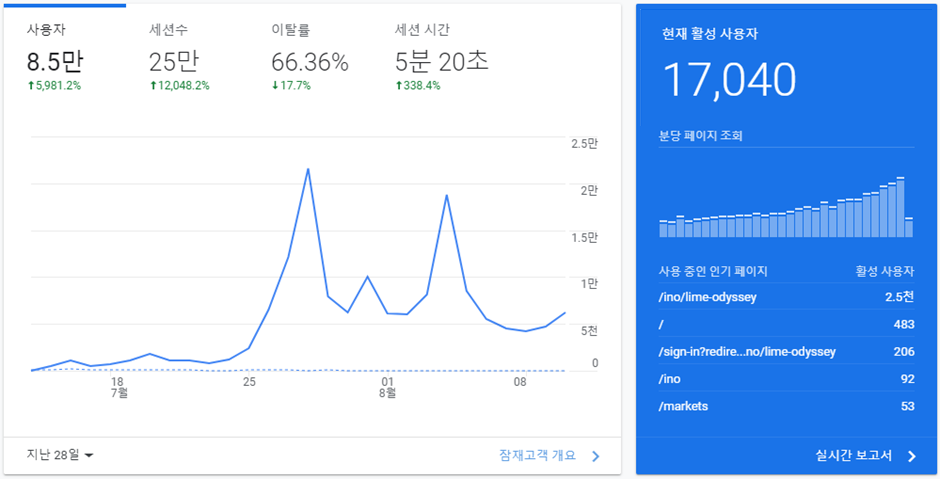 사용자
8.5만
↑5,981.2%
세션수
25만
↑12,048.2%
이탈률
66.36%
↓17.7%
세션 시간
5분 20초
↑338.4%
2.5만
2만
1.5만
1만
5천
0
18
7월
25
01
8월
08
지난 28일
잠재고객 개요
현재 활성 사용자
17,040
분당 페이지 조회
사용 중인 인기 페이지 활성 사용자
/ino/lime-odyssey 2.5천
/ 483
/sign-in?redire...no/lime-odyssey 206
/ino 92
/markets 53
실시간 보고서